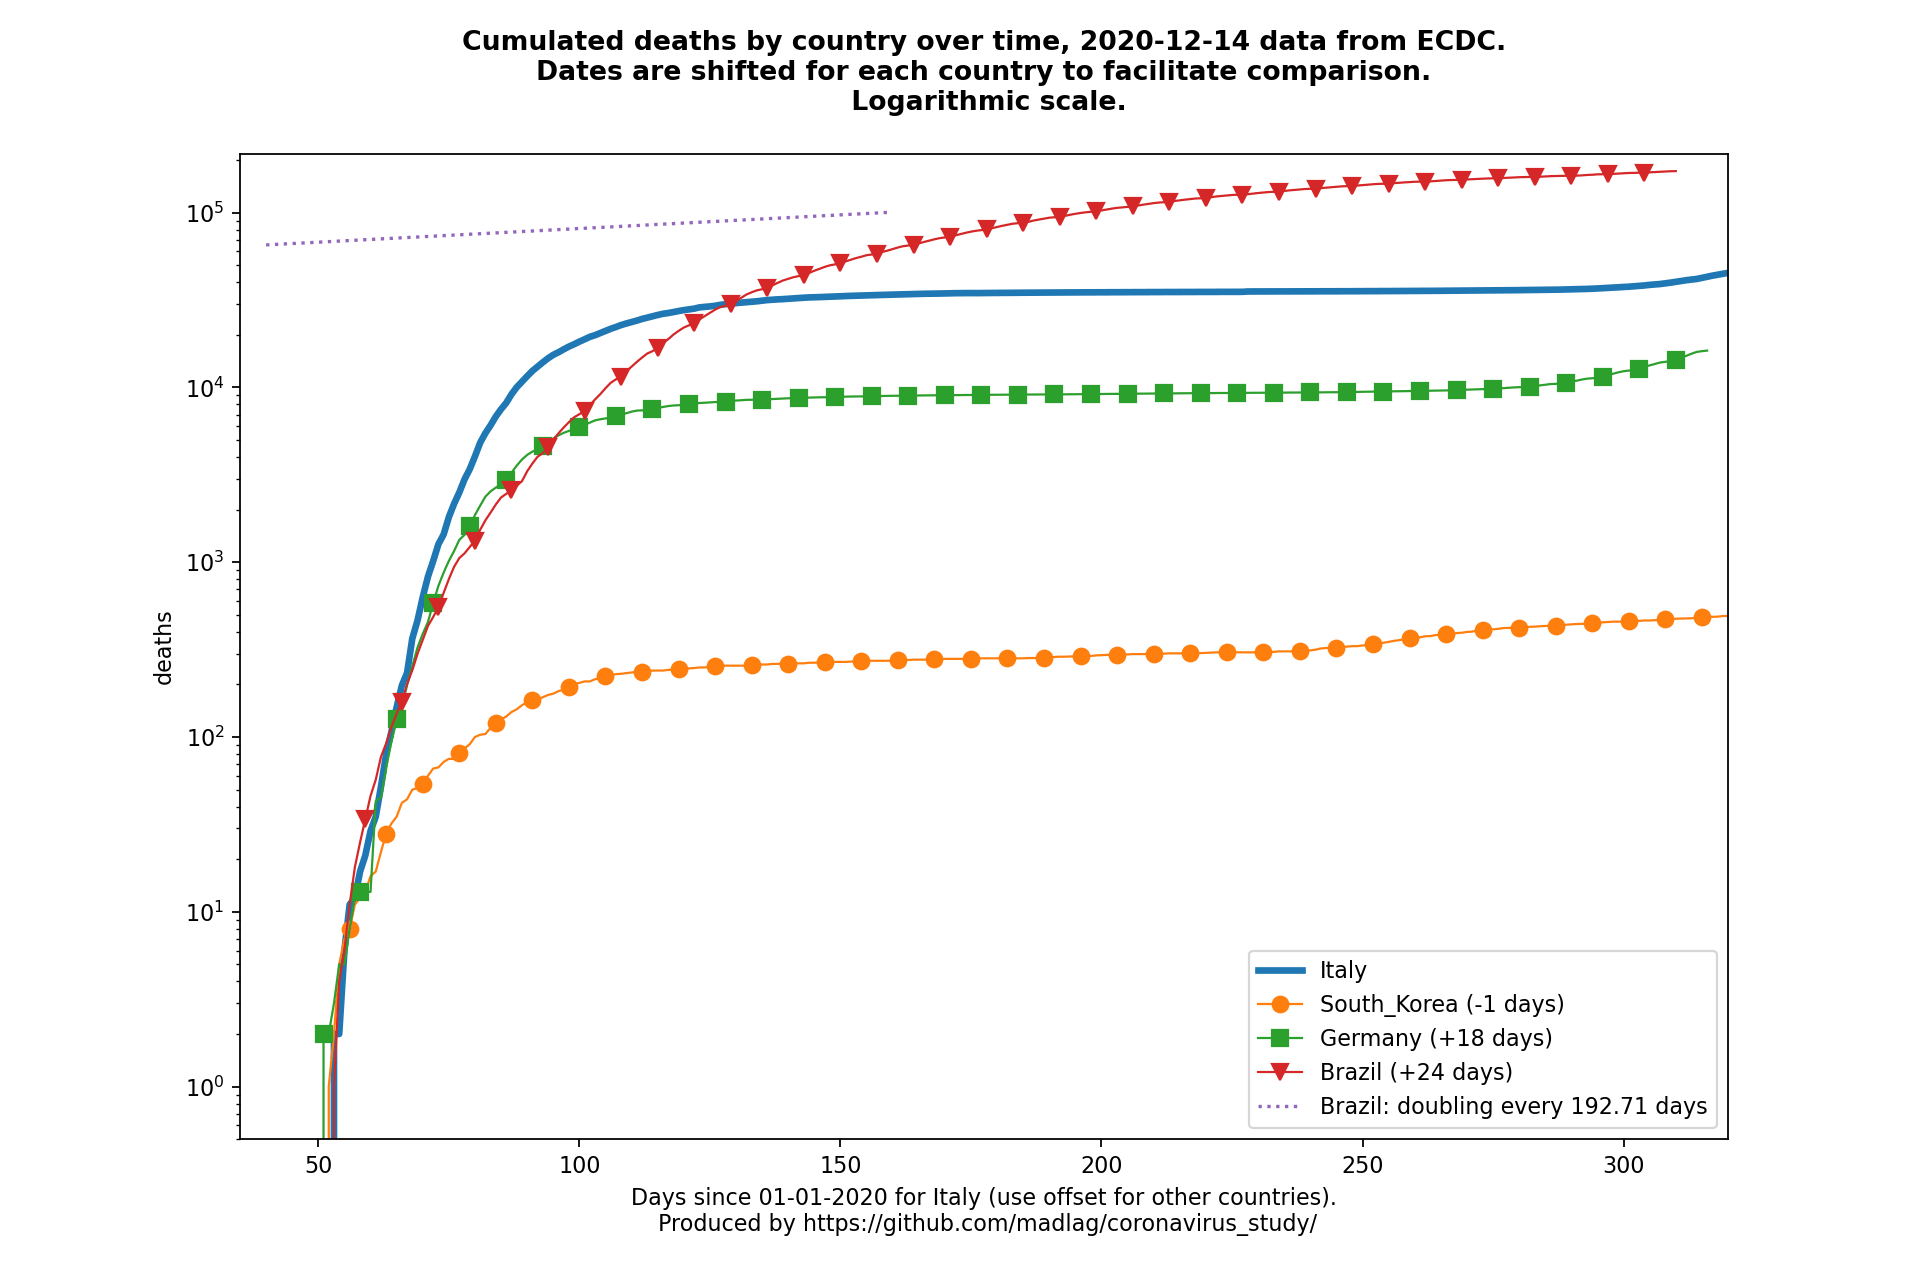 Cumulated deaths by country over time, 2020-12-14 data from ECDC.
Dates are shifted for each country to facilitate comparison.
Logarithmic scale.
10^5
10^4
10^3
10^2
10^1
10^0
deaths
Italy
South_Korea (-1 days)
Germany (+18 days)
Brazil (+24 days)
Brazil: doubling every 192.71 days
50 100 150 200 250 300
Days since 01-01-2020 for Italy (use offset for other countries).
Produced by https://github.com/madlag/coronavirus_study/